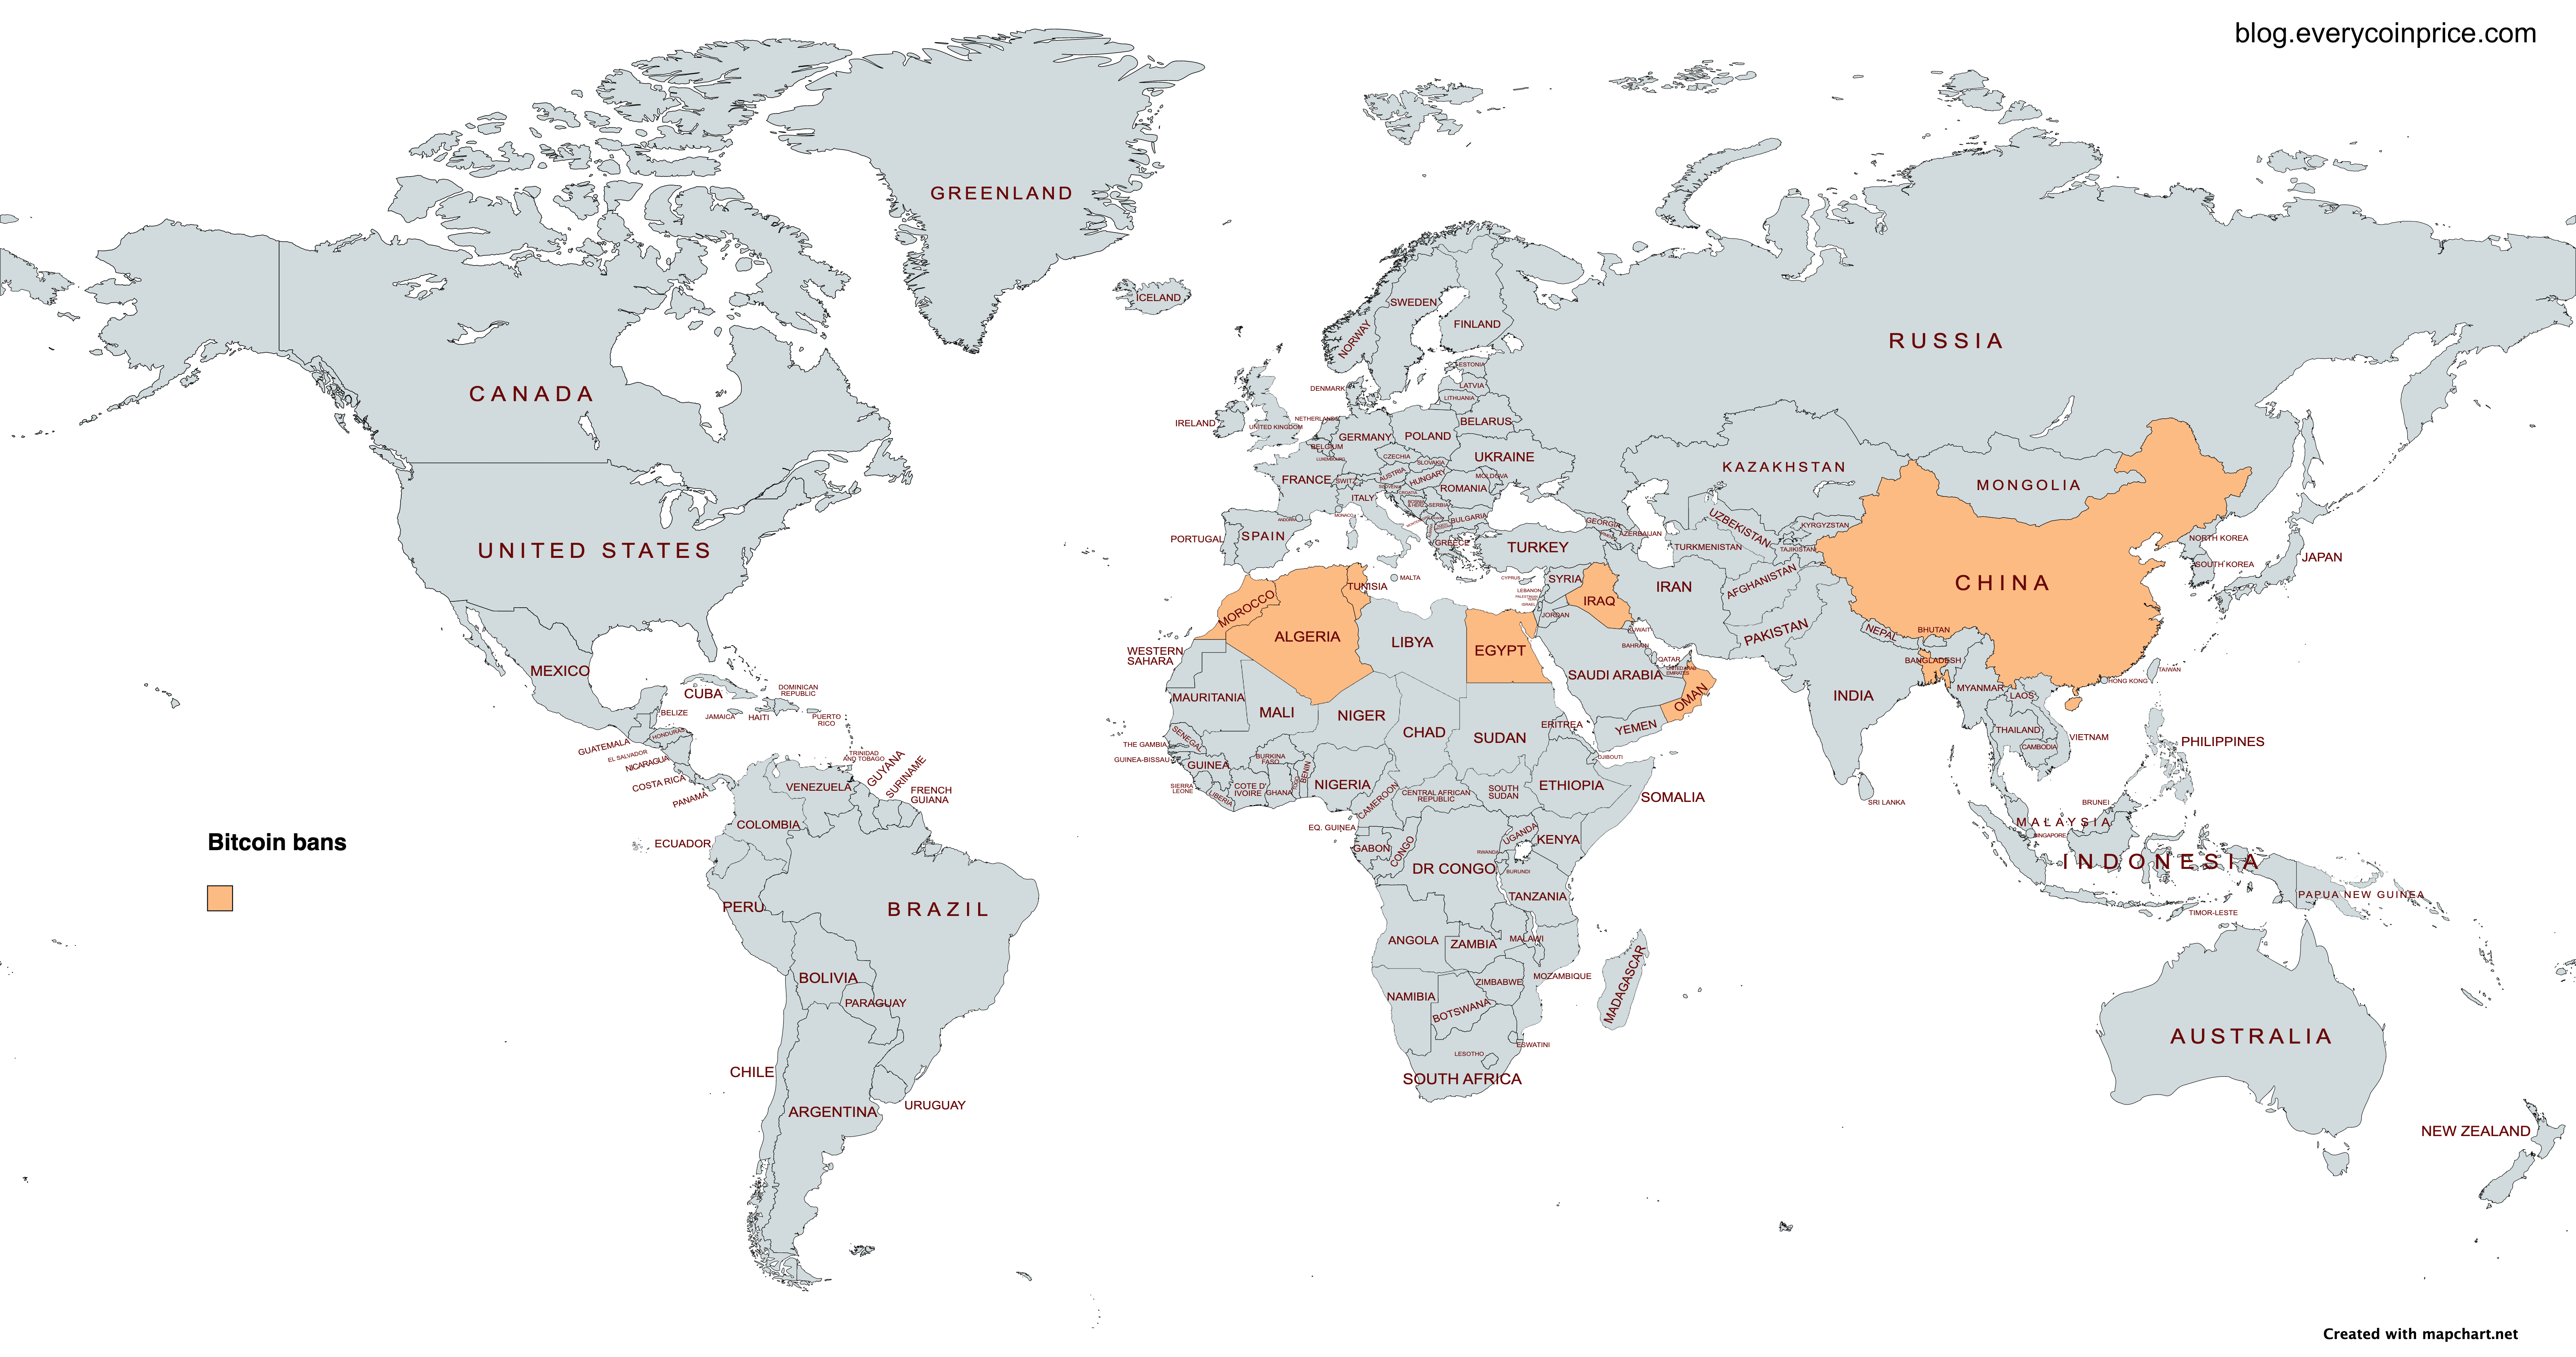 blog.everycoinprice.com
GREENLAND
ICELAND
CANADA
UNITED STATES
MEXICO
CUBA
DOMINICAN
REPUBLIC
BELIZE
JAMAICA
HAITI
PUERTO
RICO
GUATEMALA
HONDURAS
EL SALVADOR
NICARAGUA
COSTA RICA
PANAMA
TRINIDAD
AND TOBAGO
VENEZUELA
GUYANA
SURINAME
FRENCH
GUIANA
COLOMBIA
ECUADOR
PERU
BRAZIL
BOLIVIA
PARAGUAY
CHILE
ARGENTINA
URUGUAY
SWEDEN
NORWAY
FINLAND
ESTONIA
LATVIA
LITHUANIA
DENMARK
IRELAND
UNITED KINGDOM
NETHERLANDS
BELGIUM
LUXEMBOURG
GERMANY
POLAND
BELARUS
UKRAINE
CZECHIA
SLOVAKIA
AUSTRIA
HUNGARY
MOLDOVA
ROMANIA
FRANCE
SWITZ.
ITALY
SERBIA
BULGARIA
MONACO
ANDORRA
PORTUGAL
SPAIN
GREECE
MALTA
TURKEY
CYPRUS
GEORGIA
AZERBAIJAN
RUSSIA
KAZAKHSTAN
MONGOLIA
UZBEKISTAN
KYRGYZSTAN
TURKMENISTAN
TAJIKISTAN
AFGHANISTAN
PAKISTAN
IRAN
SYRIA
LEBANON
ISRAEL
JORDAN
IRAQ
KUWAIT
BAHRAIN
QATAR
UNITED ARAB
EMIRATES
SAUDI ARABIA
OMAN
YEMEN
CHINA
NORTH KOREA
SOUTH KOREA
JAPAN
TAIWAN
HONG KONG
NEPAL
BHUTAN
BANGLADESH
INDIA
SRI LANKA
MYANMAR
LAOS
THAILAND
CAMBODIA
VIETNAM
PHILIPPINES
BRUNEI
MALAYSIA
SINGAPORE
INDONESIA
TIMOR-LESTE
PAPUA NEW GUINEA
AUSTRALIA
NEW ZEALAND
MOROCCO
ALGERIA
TUNISIA
LIBYA
EGYPT
WESTERN
SAHARA
MAURITANIA
MALI
NIGER
CHAD
SUDAN
ERITREA
DJIBOUTI
SENEGAL
THE GAMBIA
GUINEA-BISSAU
GUINEA
SIERRA
LEONE
LIBERIA
COTE D'
IVOIRE
BURKINA
FASO
GHANA
TOGO
BENIN
NIGERIA
CAMEROON
CENTRAL AFRICAN
REPUBLIC
SOUTH
SUDAN
ETHIOPIA
SOMALIA
EQ. GUINEA
GABON
CONGO
DR CONGO
UGANDA
KENYA
RWANDA
BURUNDI
TANZANIA
ANGOLA
ZAMBIA
MALAWI
MOZAMBIQUE
ZIMBABWE
NAMIBIA
BOTSWANA
MADAGASCAR
ESWATINI
LESOTHO
SOUTH AFRICA
Bitcoin bans
Created with mapchart.net